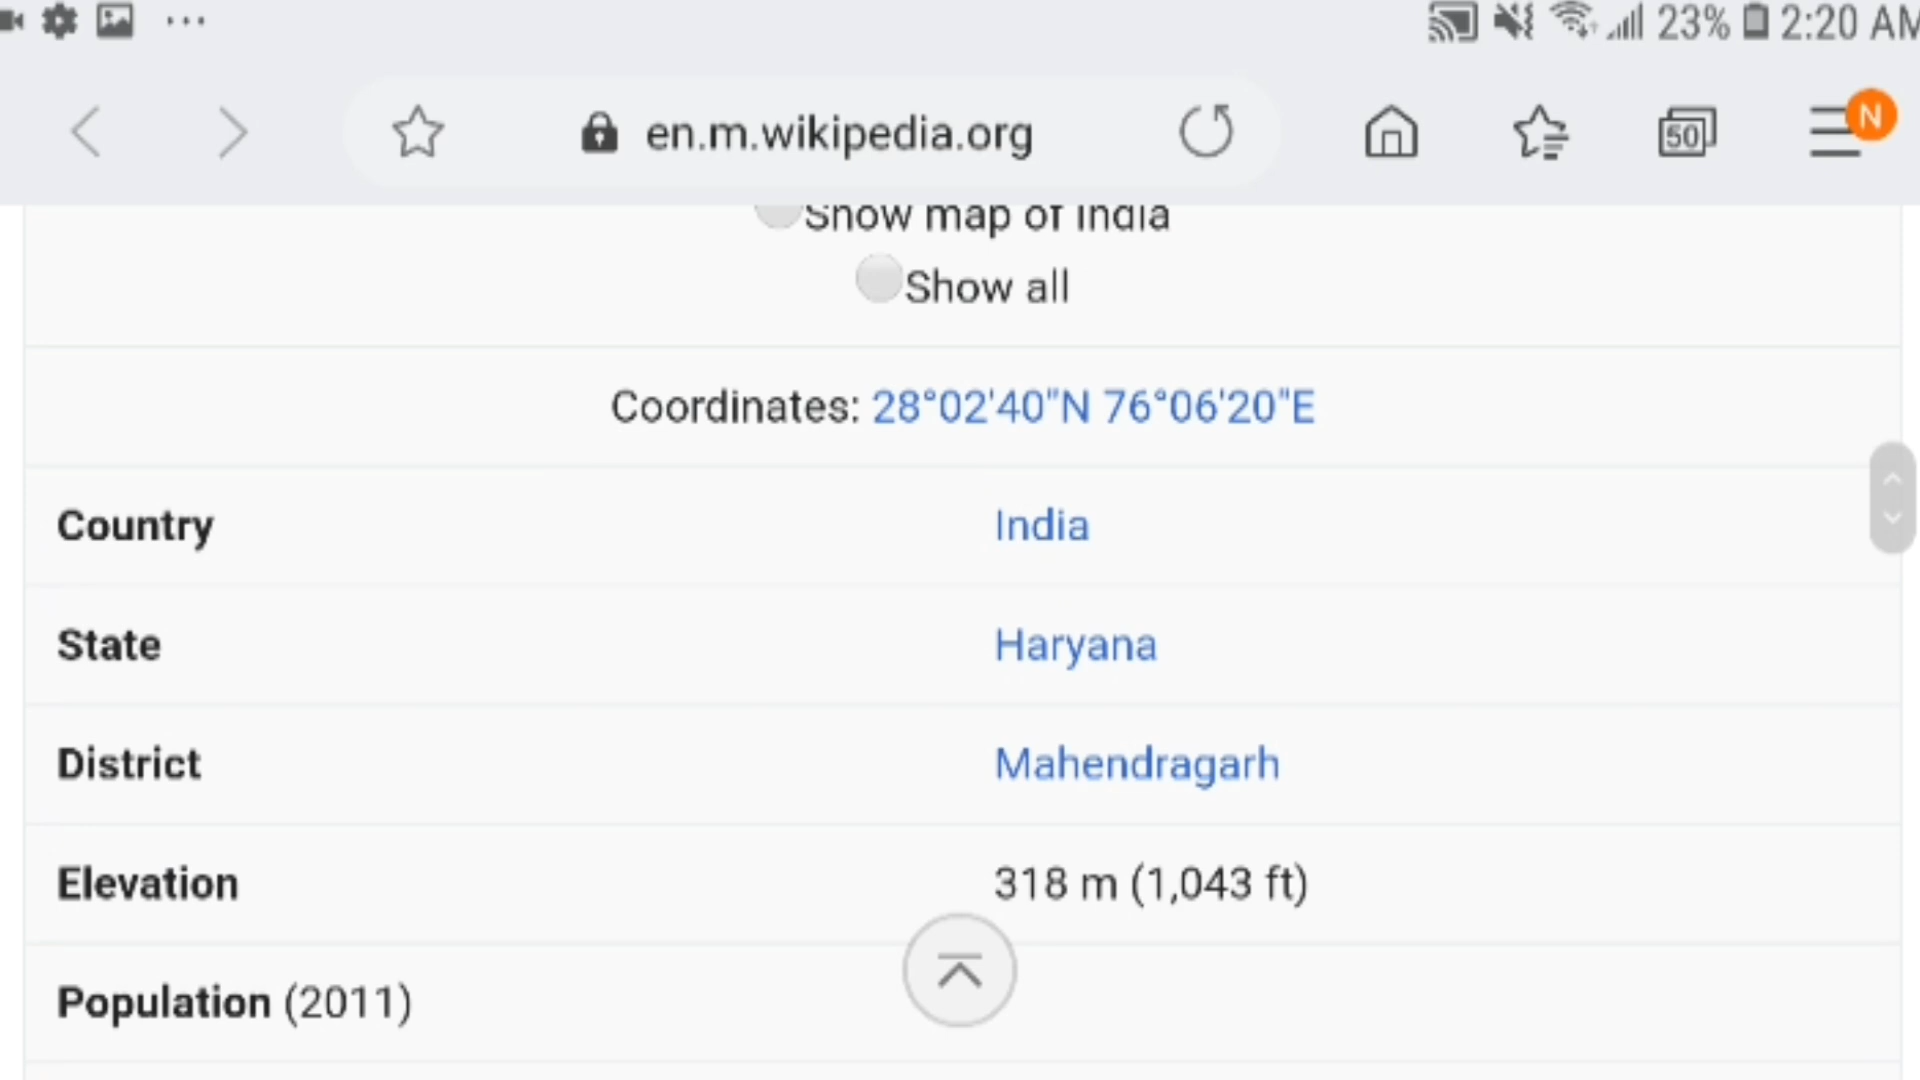 23% 2:20 AM
en.m.wikipedia.org
50
N
Show map of India
Show all
Coordinates: 28°02'40"N 76°06'20"E
Country India
State Haryana
District Mahendragarh
Elevation 318 m (1,043 ft)
Population (2011)